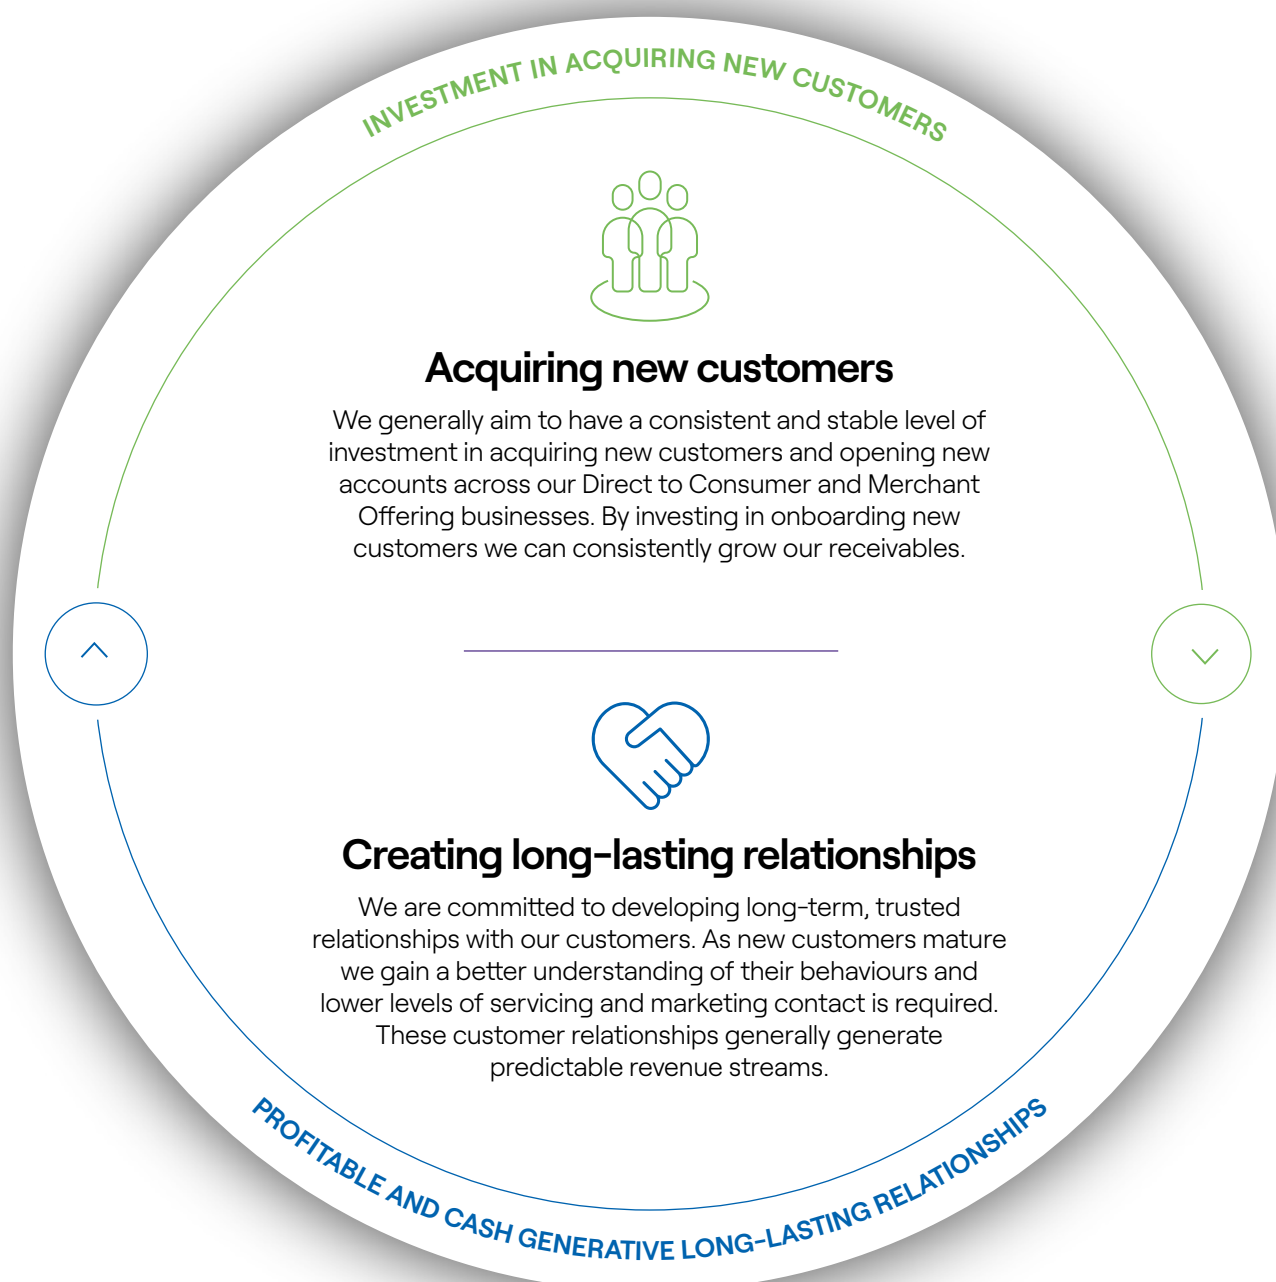 INVESTMENT IN ACQUIRING NEW CUSTOMERS
Acquiring new customers
We generally aim to have a consistent and stable level of
investment in acquiring new customers and opening new
accounts across our Direct to Consumer and Merchant
Offering businesses. By investing in onboarding new
customers we can consistently grow our receivables.
Creating long-lasting relationships
We are committed to developing long-term, trusted
relationships with our customers. As new customers mature
we gain a better understanding of their behaviours and
lower levels of servicing and marketing contact is required.
These customer relationships generally generate
predictable revenue streams.
PROFITABLE AND CASH GENERATIVE LONG-LASTING RELATIONSHIPS